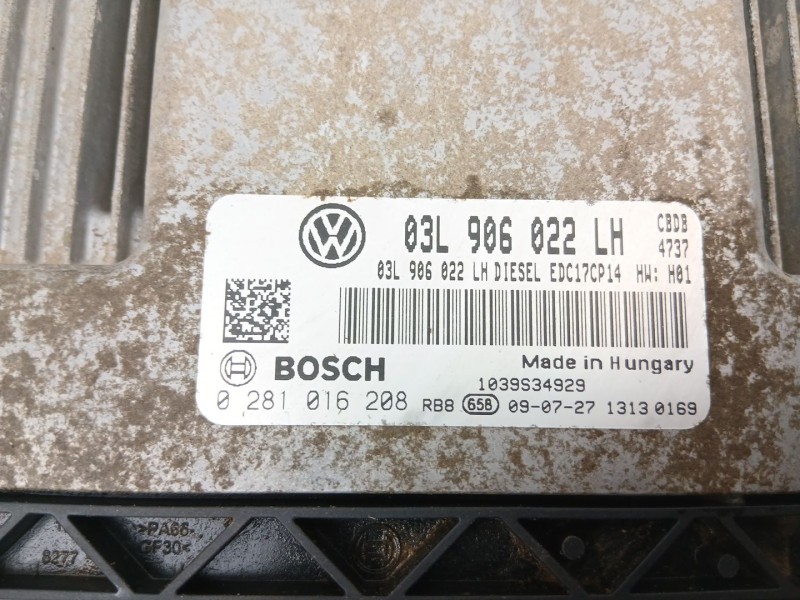 03L 906 022 LH CBDB
4737
03L 906 022 LH DIESEL EDC17CP14 HW: H01
BOSCH Made in Hungary
1039S34929
0 281 016 208 RB8 65B 09-07-27 1313 0169
>PA66-
GF30<
8277